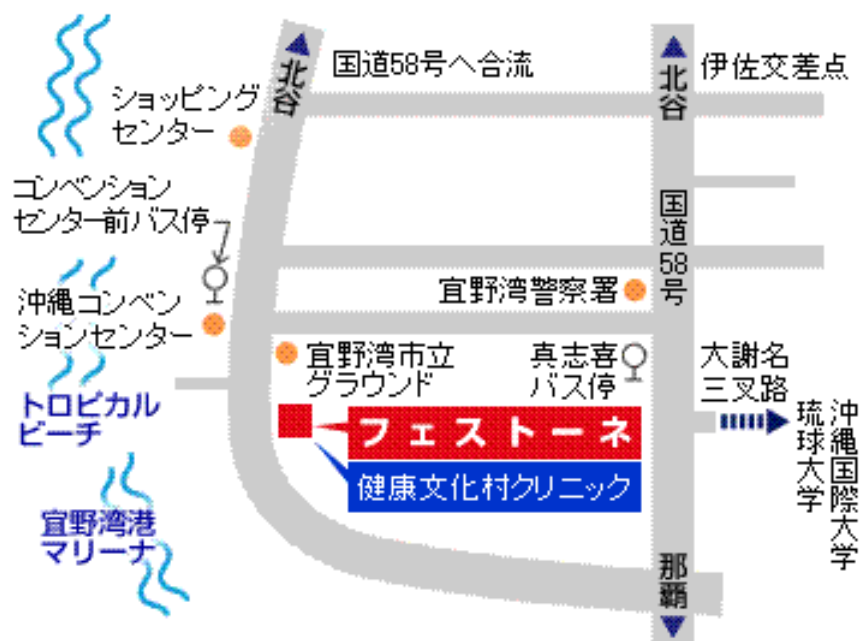 北谷
国道58号へ合流
北谷
伊佐交差点
ショッピング
センター
コンベンション
センター前バス停
国道58号
宜野湾警察署
沖縄コンベン
ションセンター
宜野湾市立
グラウンド
真志喜
バス停
大謝名
三叉路
トロピカル
ビーチ
フェストーネ
健康文化村クリニック
沖縄国際大学
琉球大学
宜野湾港
マリーナ
那覇